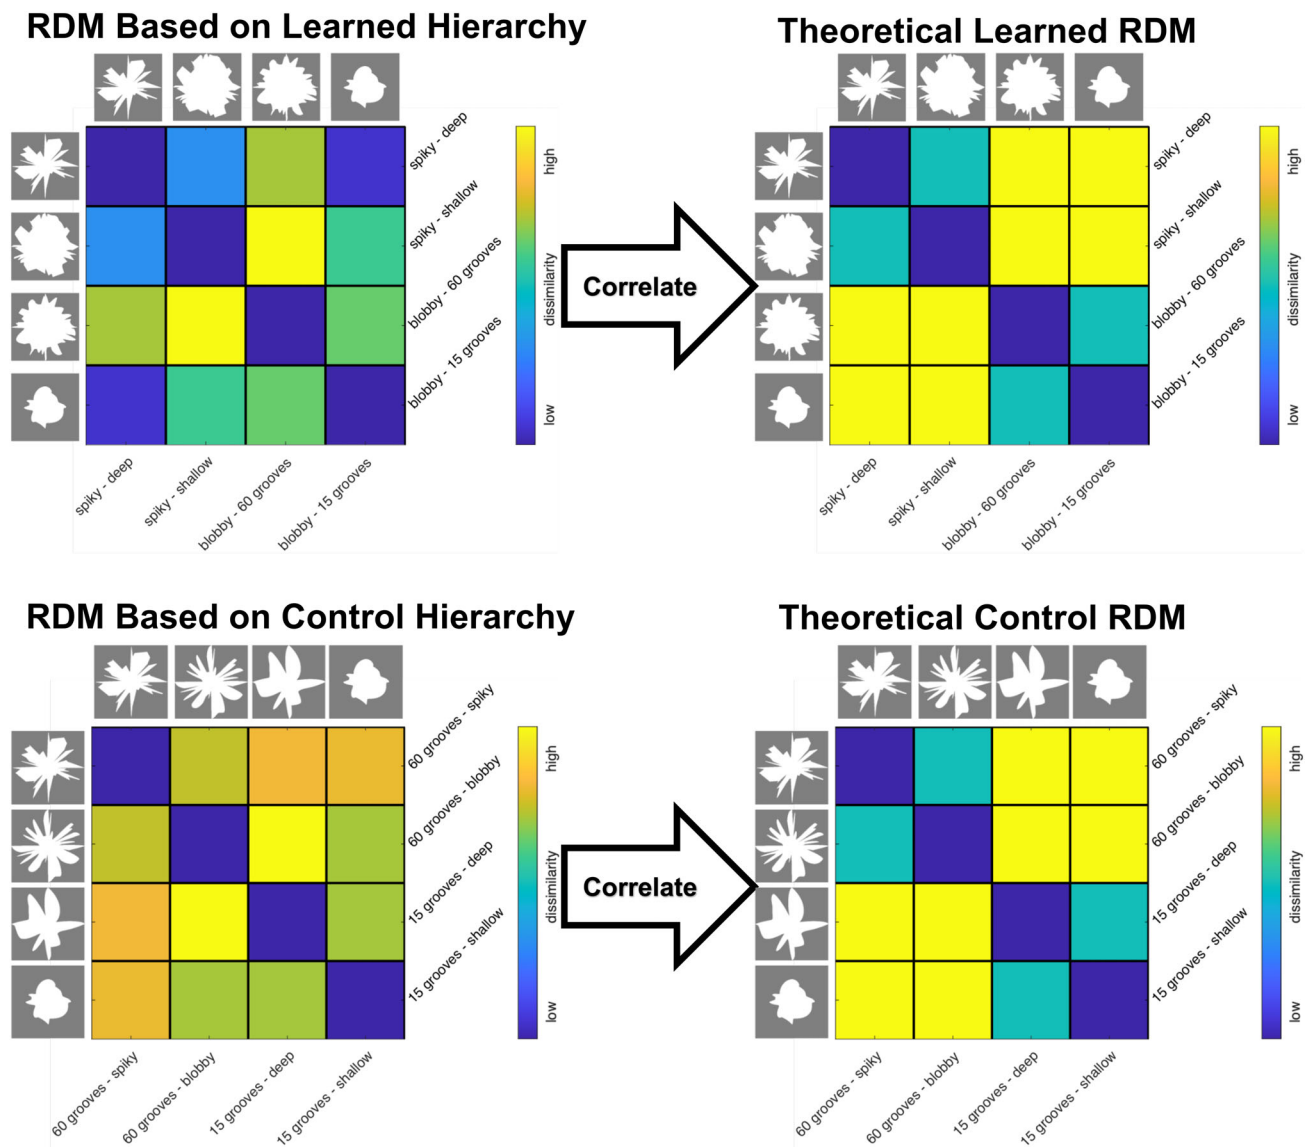 RDM Based on Learned Hierarchy
Theoretical Learned RDM
spiky - deep
spiky - shallow
blobby - 60 grooves
blobby - 15 grooves
high
dissimilarity
low
spiky - deep
spiky - shallow
blobby - 60 grooves
blobby - 15 grooves
Correlate
spiky - deep
spiky - shallow
blobby - 60 grooves
blobby - 15 grooves
high
dissimilarity
low
spiky - deep
spiky - shallow
blobby - 60 grooves
blobby - 15 grooves
RDM Based on Control Hierarchy
Theoretical Control RDM
60 grooves - spiky
60 grooves - blobby
15 grooves - deep
15 grooves - shallow
high
dissimilarity
low
60 grooves - spiky
60 grooves - blobby
15 grooves - deep
15 grooves - shallow
Correlate
60 grooves - spiky
60 grooves - blobby
15 grooves - deep
15 grooves - shallow
high
dissimilarity
low
60 grooves - spiky
60 grooves - blobby
15 grooves - deep
15 grooves - shallow